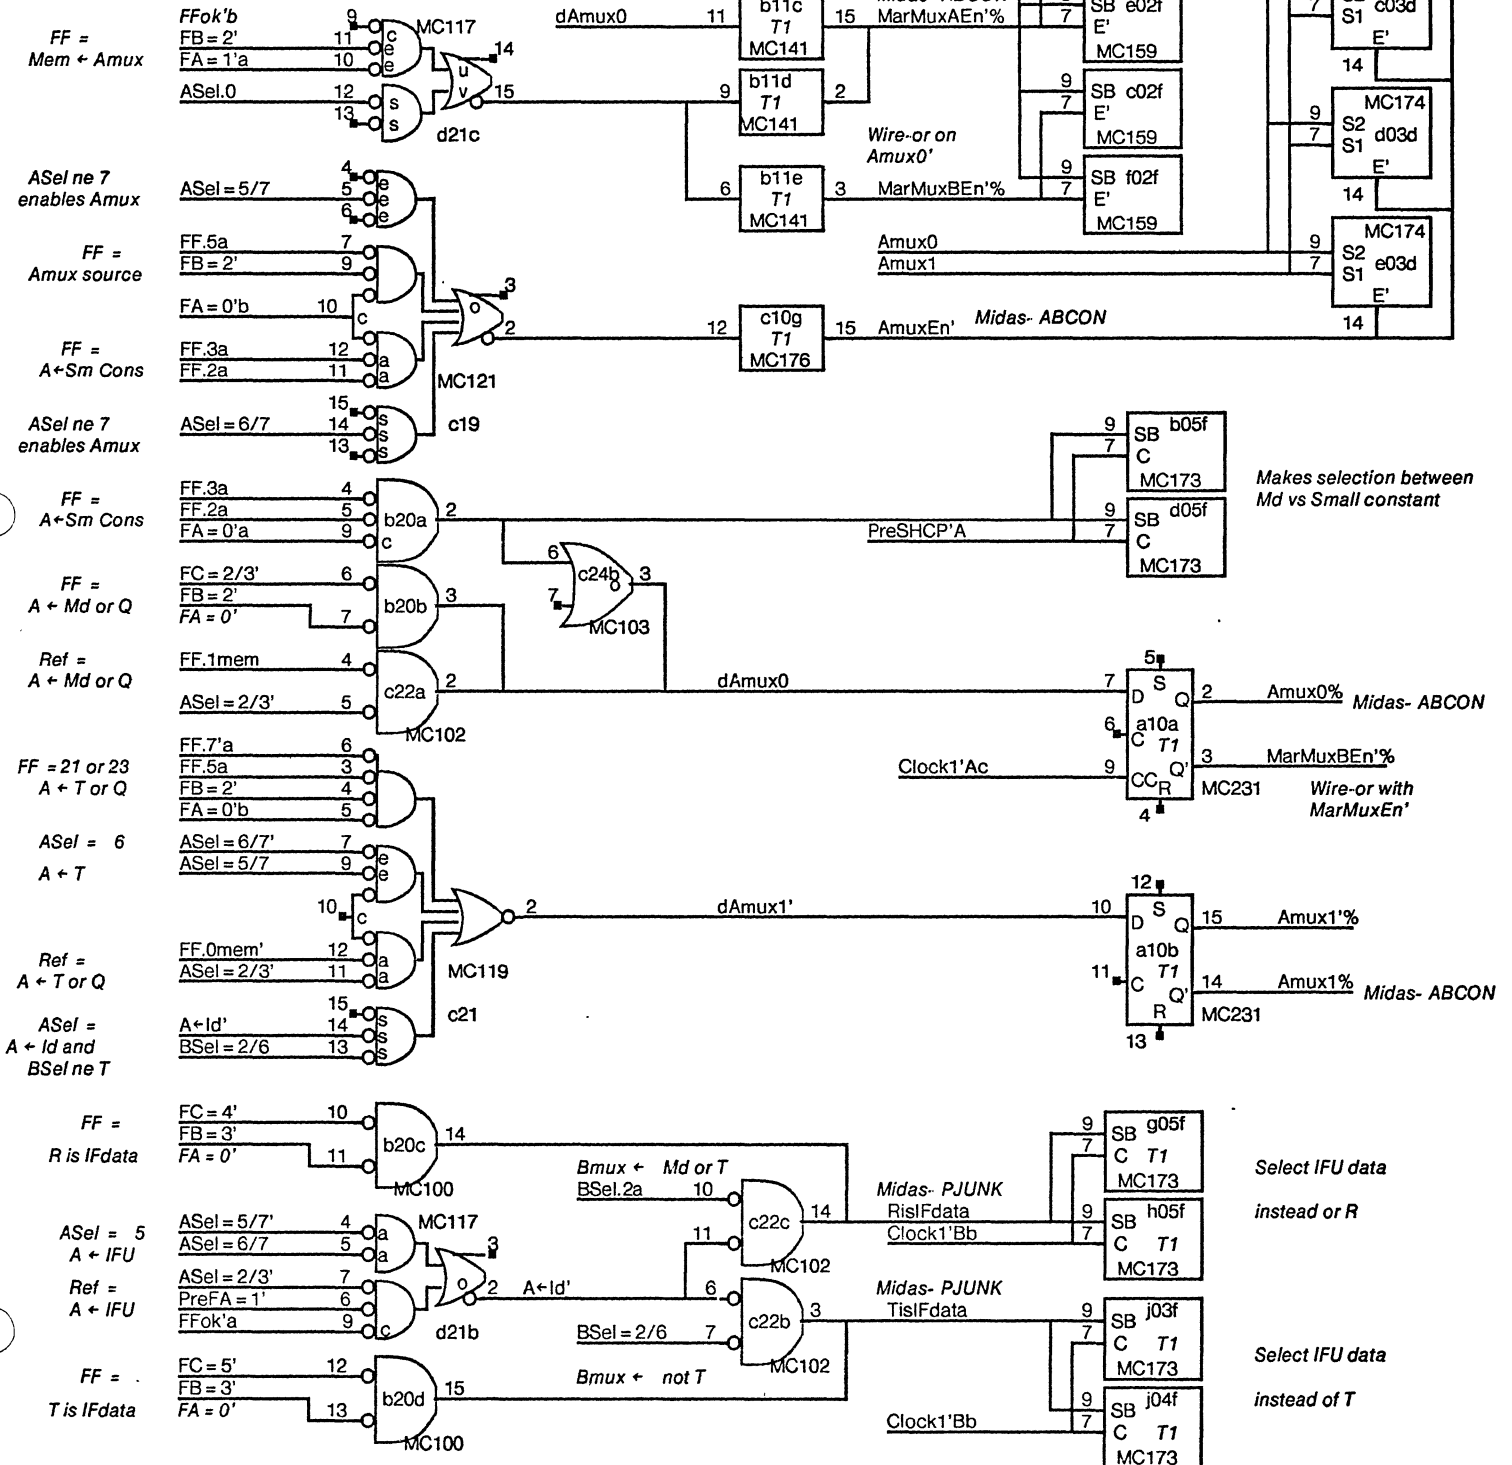 FFok'b
9
c
MC117
dAmux0
11
b11c
T1
MC141
15
MarMuxAEn'%
SB
e02f
7
E'
MC159
7
S1
c03d
E'
14
FF =
Mem ← Amux
FB = 2'
11
e
FA = 1'a
10
e
u
v
14
15
ASel.0
12
s
13
s
d21c
9
b11d
T1
MC141
2
9
SB
c02f
7
E'
MC159
Wire-or on
Amux0'
MC174
9
S2
d03d
7
S1
E'
14
ASel ne 7
enables Amux
4
e
ASel = 5/7
5
e
6
e
6
b11e
T1
MC141
3
MarMuxBEn'%
9
SB
f02f
7
E'
MC159
FF =
Amux source
FF.5a
7
FB = 2'
9
FA = 0'b
10
c
Amux0
Amux1
MC174
9
S2
e03d
7
S1
E'
14
o
3
2
12
c10g
T1
MC176
15
AmuxEn'
Midas- ABCON
FF =
A←Sm Cons
FF.3a
12
a
FF.2a
11
a
MC121
ASel ne 7
enables Amux
15
s
ASel = 6/7
14
s
13
s
c19
9
SB
b05f
7
C
MC173
Makes selection between
Md vs Small constant
FF =
A←Sm Cons
FF.3a
4
FF.2a
5
b20a
2
FA = 0'a
9
c
PreSHCP'A
9
SB
d05f
7
C
MC173
6
c24b
o
3
7
MC103
FF =
A ← Md or Q
FC = 2/3'
6
FB = 2'
b20b
3
FA = 0'
7
Ref =
A ← Md or Q
FF.1mem
4
c22a
2
ASel = 2/3'
5
MC102
dAmux0
7
D
5
S
Q
2
Amux0%
Midas- ABCON
6
C
a10a
T1
Clock1'Ac
9
CC
R
Q'
3
MarMuxBEn'%
MC231
4
Wire-or with
MarMuxEn'
FF = 21 or 23
A ← T or Q
FF.7'a
6
FF.5a
3
FB = 2'
4
FA = 0'b
5
ASel = 6
A ← T
ASel = 6/7'
7
e
ASel = 5/7
9
e
10
c
2
dAmux1'
10
D
12
S
Q
15
Amux1'%
a10b
11
C
T1
Q'
14
Amux1%
Midas- ABCON
R
MC231
13
Ref =
A ← T or Q
FF.0mem'
12
a
ASel = 2/3'
11
a
MC119
ASel =
A ← Id and
BSel ne T
15
s
A←Id'
14
s
BSel = 2/6
13
s
c21
FF =
R is IFdata
FC = 4'
10
FB = 3'
b20c
14
FA = 0'
11
MC100
Bmux ← Md or T
BSel.2a
10
c22c
14
11
MC102
Midas- PJUNK
RisIFdata
Clock1'Bb
9
SB
g05f
7
C
T1
MC173
9
SB
h05f
7
C
T1
MC173
Select IFU data
instead or R
ASel = 5
A ← IFU
ASel = 5/7'
4
a
ASel = 6/7
5
a
MC117
Ref =
A ← IFU
ASel = 2/3'
7
PreFA = 1'
6
FFok'a
9
c
o
3
2
d21b
A←Id'
6
c22b
3
BSel = 2/6
7
MC102
Bmux ← not T
Midas- PJUNK
TisIFdata
9
SB
j03f
7
C
T1
MC173
Clock1'Bb
9
SB
j04f
7
C
T1
MC173
Select IFU data
instead of T
FF =
T is IFdata
FC = 5'
12
FB = 3'
b20d
15
FA = 0'
13
MC100